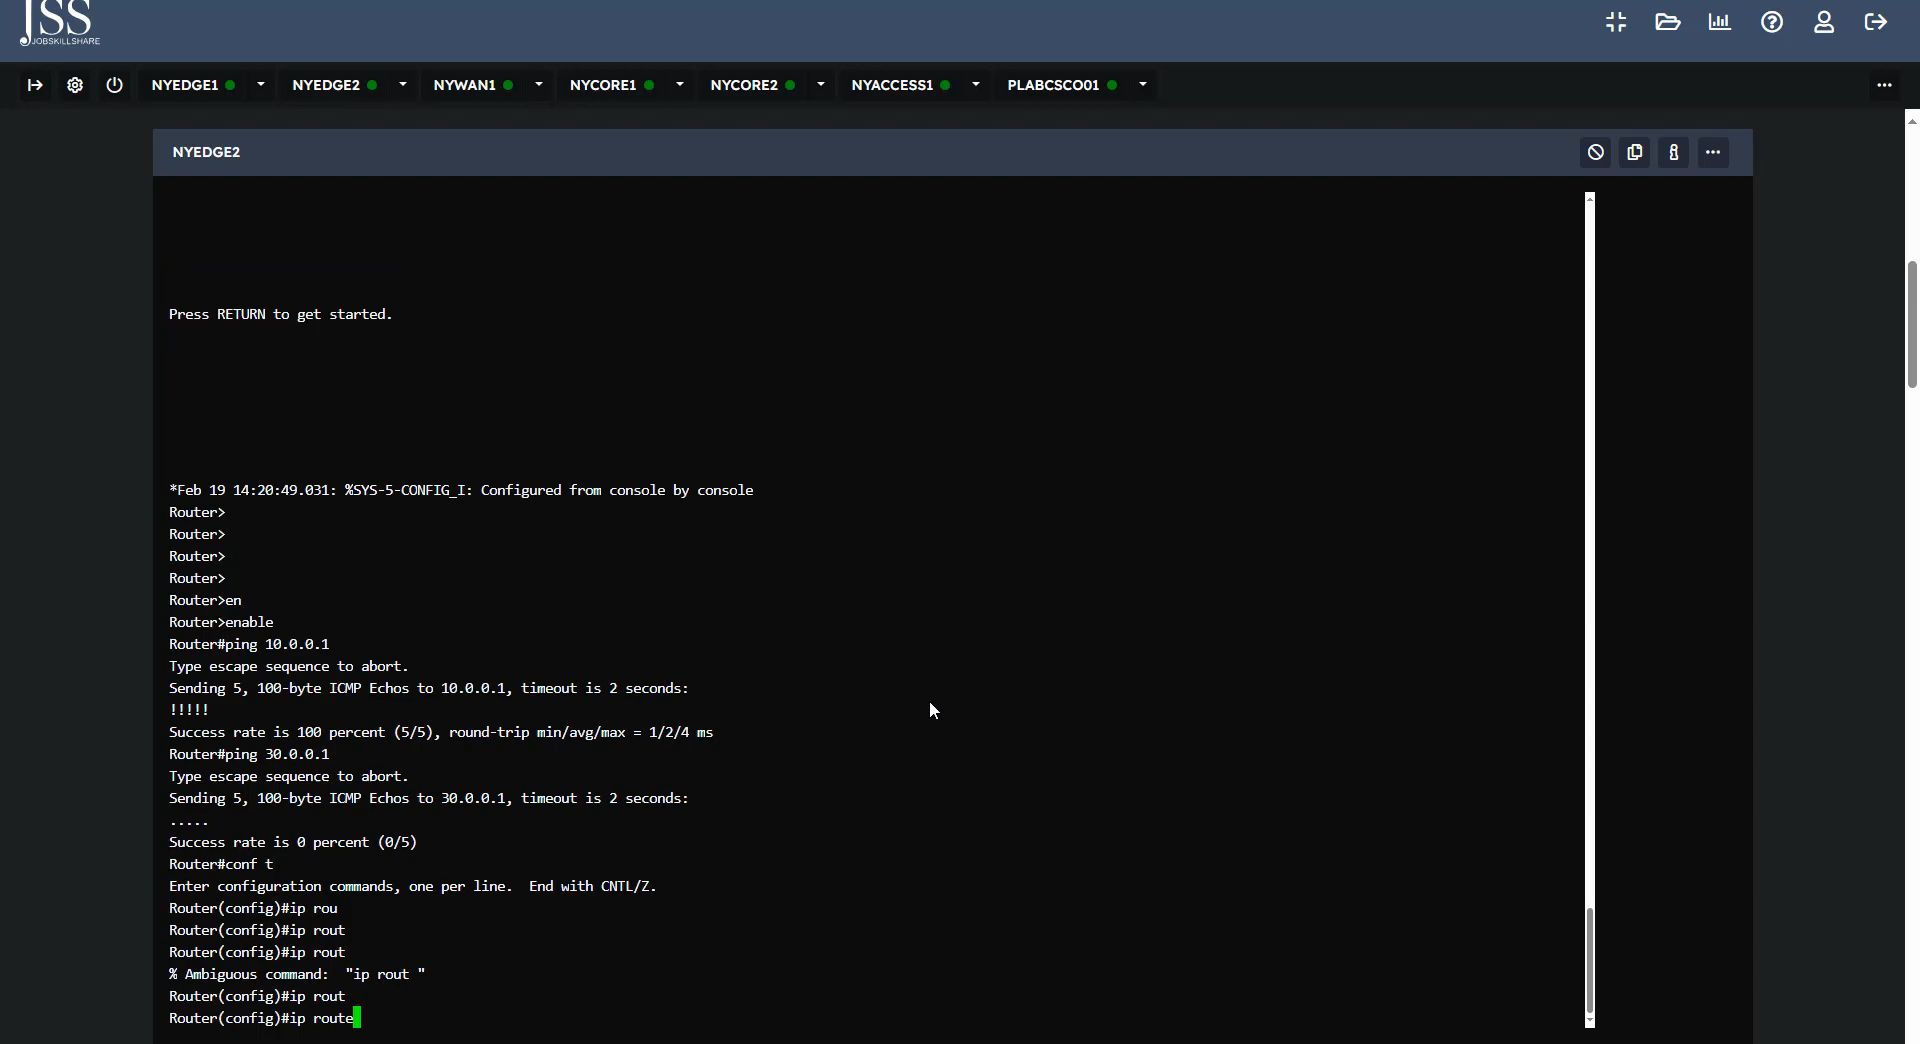 JSS
JOBSKILLSHARE
NYEDGE1 NYEDGE2 NYWAN1 NYCORE1 NYCORE2 NYACCESS1 PLABCSCO01
NYEDGE2
Press RETURN to get started.
*Feb 19 14:20:49.031: %SYS-5-CONFIG_I: Configured from console by console
Router>
Router>
Router>
Router>
Router>en
Router>enable
Router#ping 10.0.0.1
Type escape sequence to abort.
Sending 5, 100-byte ICMP Echos to 10.0.0.1, timeout is 2 seconds:
!!!!!
Success rate is 100 percent (5/5), round-trip min/avg/max = 1/2/4 ms
Router#ping 30.0.0.1
Type escape sequence to abort.
Sending 5, 100-byte ICMP Echos to 30.0.0.1, timeout is 2 seconds:
.....
Success rate is 0 percent (0/5)
Router#conf t
Enter configuration commands, one per line.  End with CNTL/Z.
Router(config)#ip rou
Router(config)#ip rout
Router(config)#ip rout
% Ambiguous command:  "ip rout "
Router(config)#ip rout
Router(config)#ip route